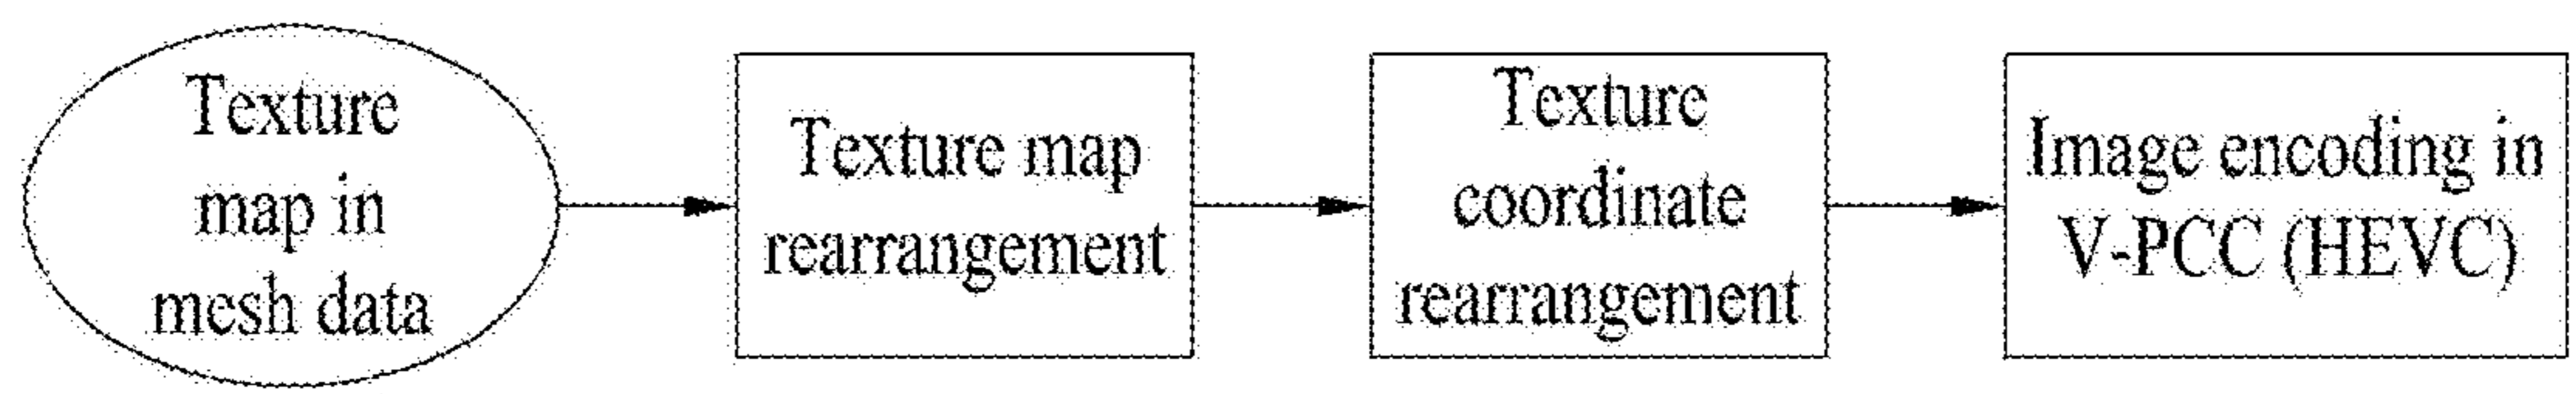 Texture
map in
mesh data
Texture map
rearrangement
Texture
coordinate
rearrangement
Image encoding in
V-PCC (HEVC)